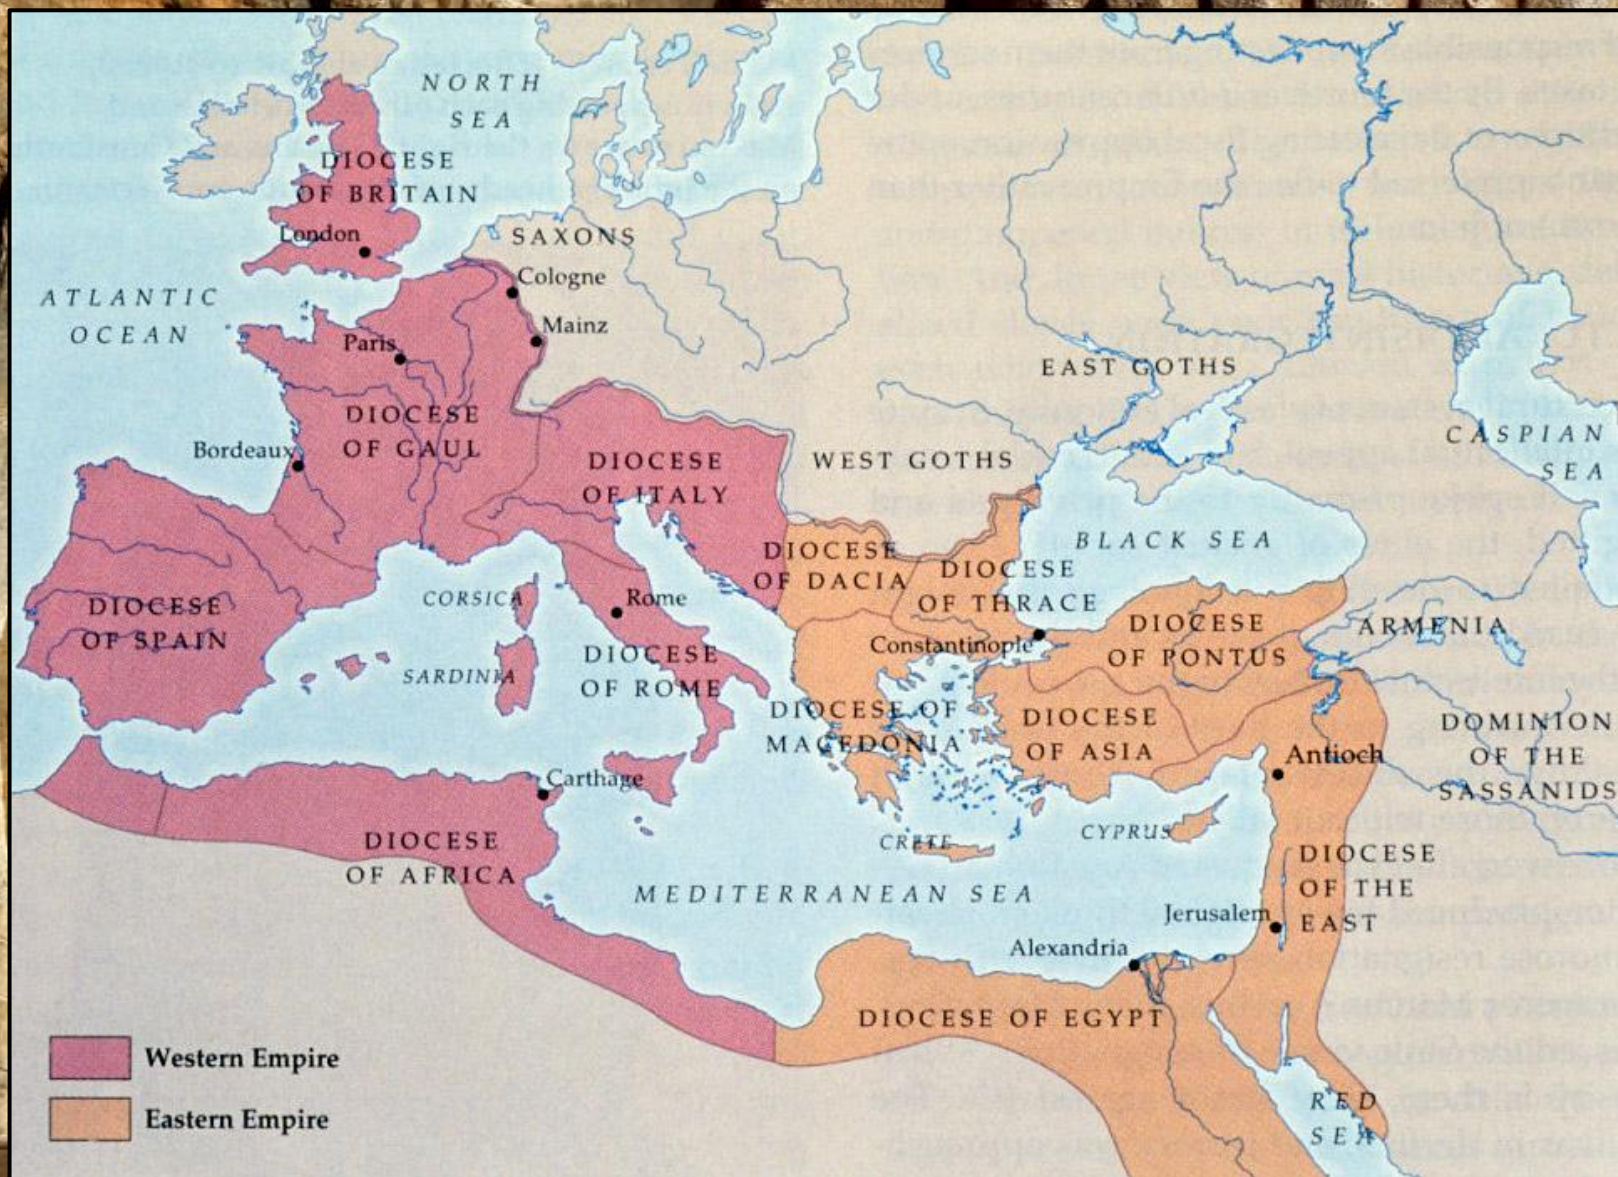 NORTH
SEA
DIOCESE
OF BRITAIN
London
SAXONS
Cologne
ATLANTIC
OCEAN
Mainz
Paris
EAST GOTHS
DIOCESE
OF GAUL
Bordeaux
CASPIAN
SEA
DIOCESE
OF ITALY
WEST GOTHS
BLACK SEA
DIOCESE
OF DACIA
DIOCESE
OF THRACE
CORSICA
Rome
DIOCESE
OF SPAIN
DIOCESE
OF PONTUS
ARMENIA
Constantinople
SARDINIA
DIOCESE
OF ROME
DIOCESE OF
MACEDONIA
DIOCESE
OF ASIA
DOMINION
OF THE
SASSANIDS
Antioch
Carthage
DIOCESE
OF AFRICA
CRETE
CYPRUS
DIOCESE
OF THE
EAST
MEDITERRANEAN SEA
Jerusalem
Alexandria
DIOCESE OF EGYPT
RED
SEA
Western Empire
Eastern Empire